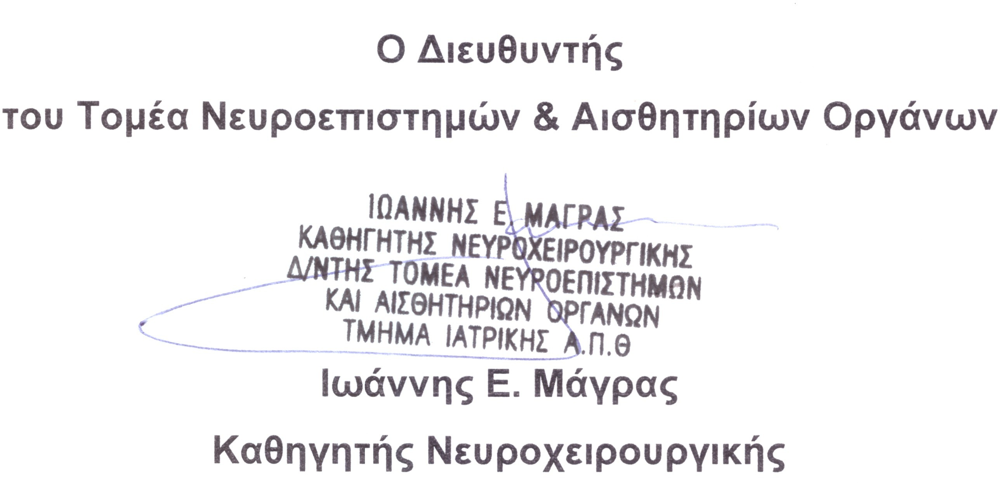 Ο Διευθυντής
του Τομέα Νευροεπιστημών & Αισθητηρίων Οργάνων
ΙΩΑΝΝΗΣ Ε. ΜΑΓΡΑΣ
ΚΑΘΗΓΗΤΗΣ ΝΕΥΡΟΧΕΙΡΟΥΡΓΙΚΗΣ
Δ/ΝΤΗΣ ΤΟΜΕΑ ΝΕΥΡΟΕΠΙΣΤΗΜΩΝ
ΚΑΙ ΑΙΣΘΗΤΗΡΙΩΝ ΟΡΓΑΝΩΝ
ΤΜΗΜΑ ΙΑΤΡΙΚΗΣ Α.Π.Θ
Ιωάννης Ε. Μάγρας
Καθηγητής Νευροχειρουργικής